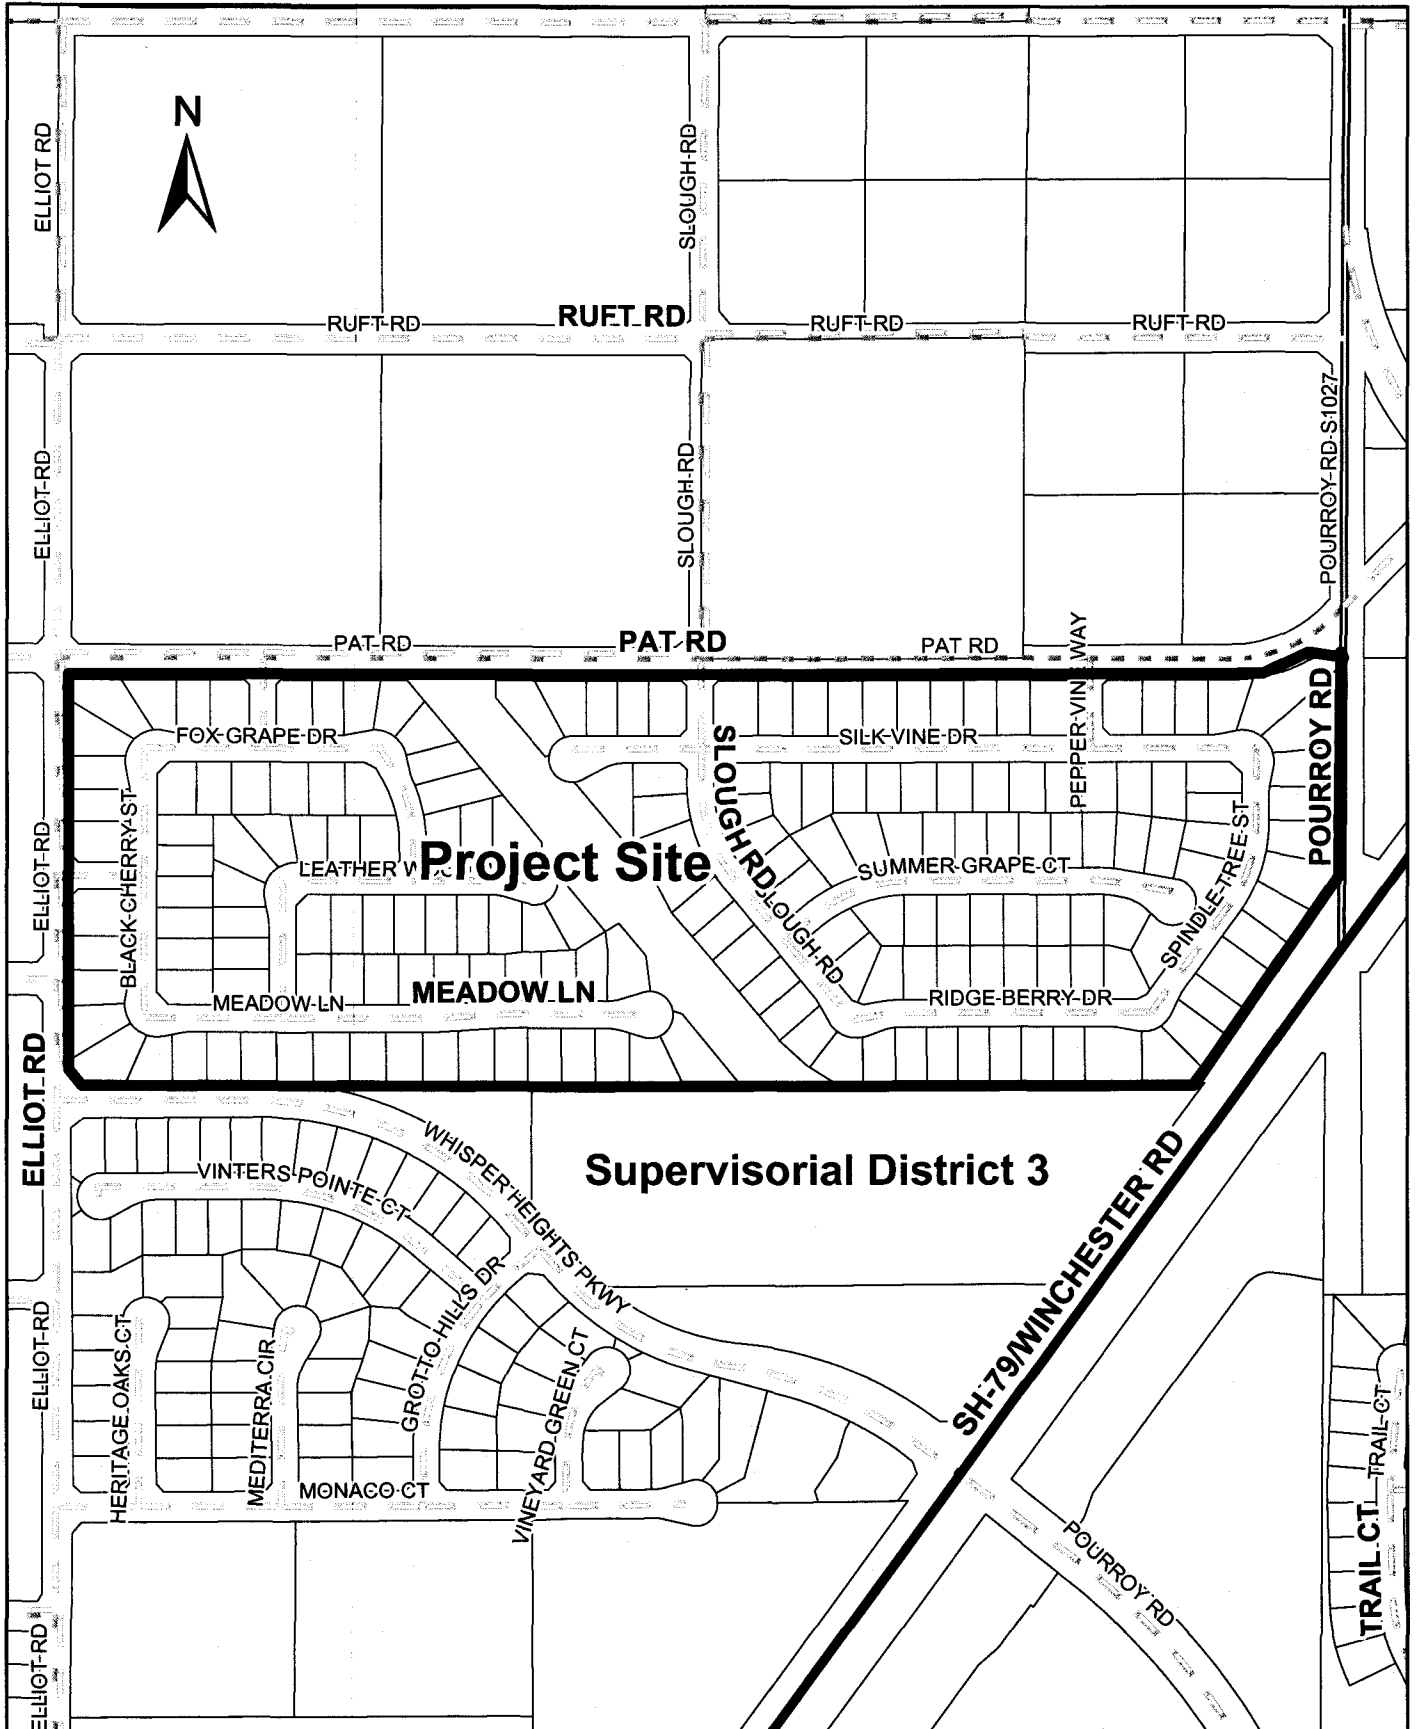 N
ELLIOT RD
SLOUGH RD
RUFT RD
RUFT RD
RUFT RD
RUFT RD
POURROY RD S 1027
ELLIOT RD
SLOUGH RD
PAT RD
PAT RD
PAT RD
PEPPER VINE WAY
POURROY RD
FOX GRAPE DR
SLOUGH RD
SILK VINE DR
BLACK CHERRY ST
ELLIOT RD
LEATHER
Project Site
SUMMER GRAPE CT
SPINDLE TREE ST
LOUGH RD
MEADOW LN
MEADOW LN
RIDGE BERRY DR
ELLIOT RD
WHISPER HEIGHTS PKWY
VINTERS POINTE CT
Supervisorial District 3
SH-79/WINCHESTER RD
GROTTO HILLS DR
ELLIOT RD
HERITAGE OAKS CT
MEDITERRA CIR
VINEYARD GREEN CT
MONACO CT
TRAIL CT
TRAIL CT
POURROY RD
ELLIOT RD